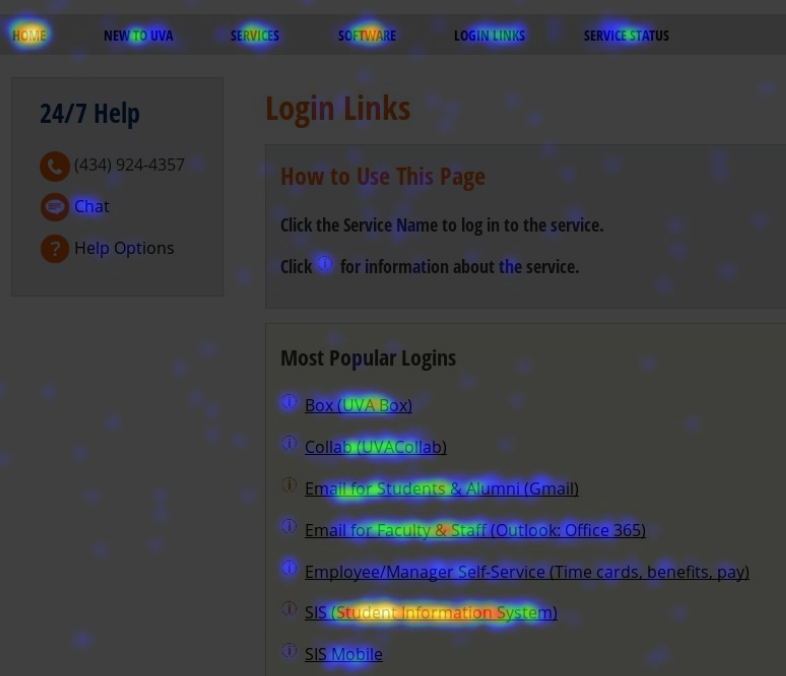 HOME NEW TO UVA SERVICES SOFTWARE LOGIN LINKS SERVICE STATUS
24/7 Help
(434) 924-4357
Chat
Help Options
Login Links
How to Use This Page
Click the Service Name to log in to the service.
Click for information about the service.
Most Popular Logins
Box (UVA Box)
Collab (UVACollab)
Email for Students & Alumni (Gmail)
Email for Faculty & Staff (Outlook: Office 365)
Employee/Manager Self-Service (Time cards, benefits, pay)
SIS (Student Information System)
SIS Mobile